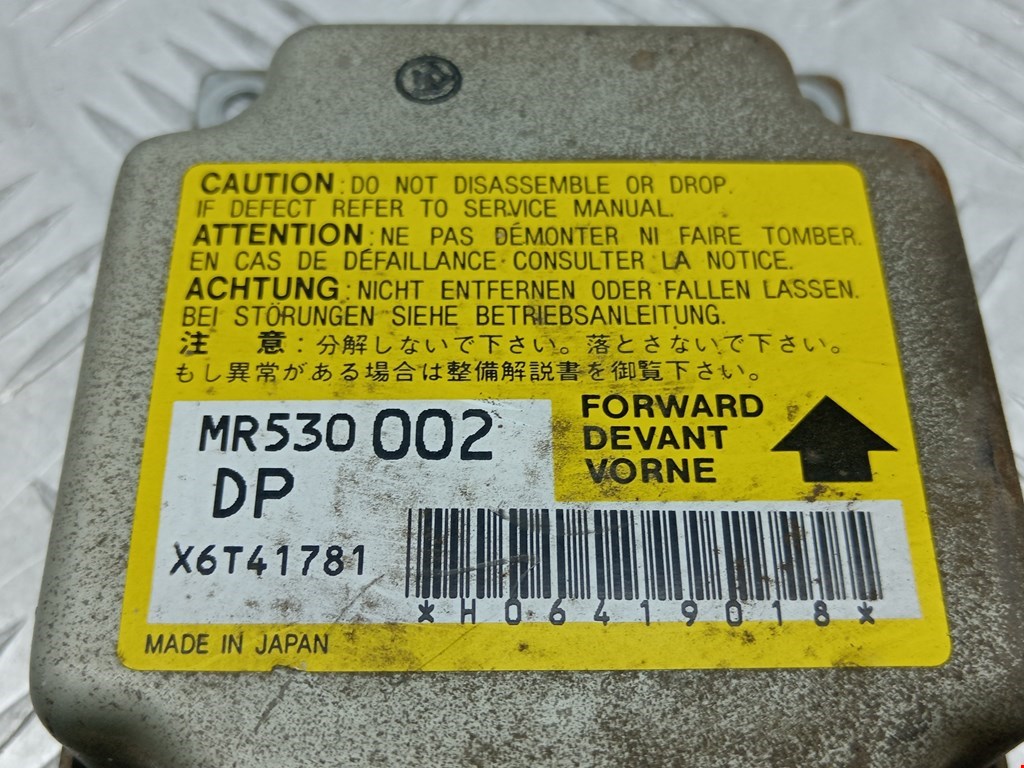 CAUTION: DO NOT DISASSEMBLE OR DROP.
IF DEFECT REFER TO SERVICE MANUAL.
ATTENTION: NE PAS DÉMONTER NI FAIRE TOMBER.
EN CAS DE DÉFAILLANCE CONSULTER LA NOTICE.
ACHTUNG: NICHT ENTFERNEN ODER FALLEN LASSEN.
BEI STÖRUNGEN SIEHE BETRIEBSANLEITUNG.
注 意: 分解しないで下さい。落とさないで下さい。
もし異常がある場合は整備解説書を御覧下さい。
MR530 002
DP
FORWARD
DEVANT
VORNE
X6T41781
*H06419018*
MADE IN JAPAN